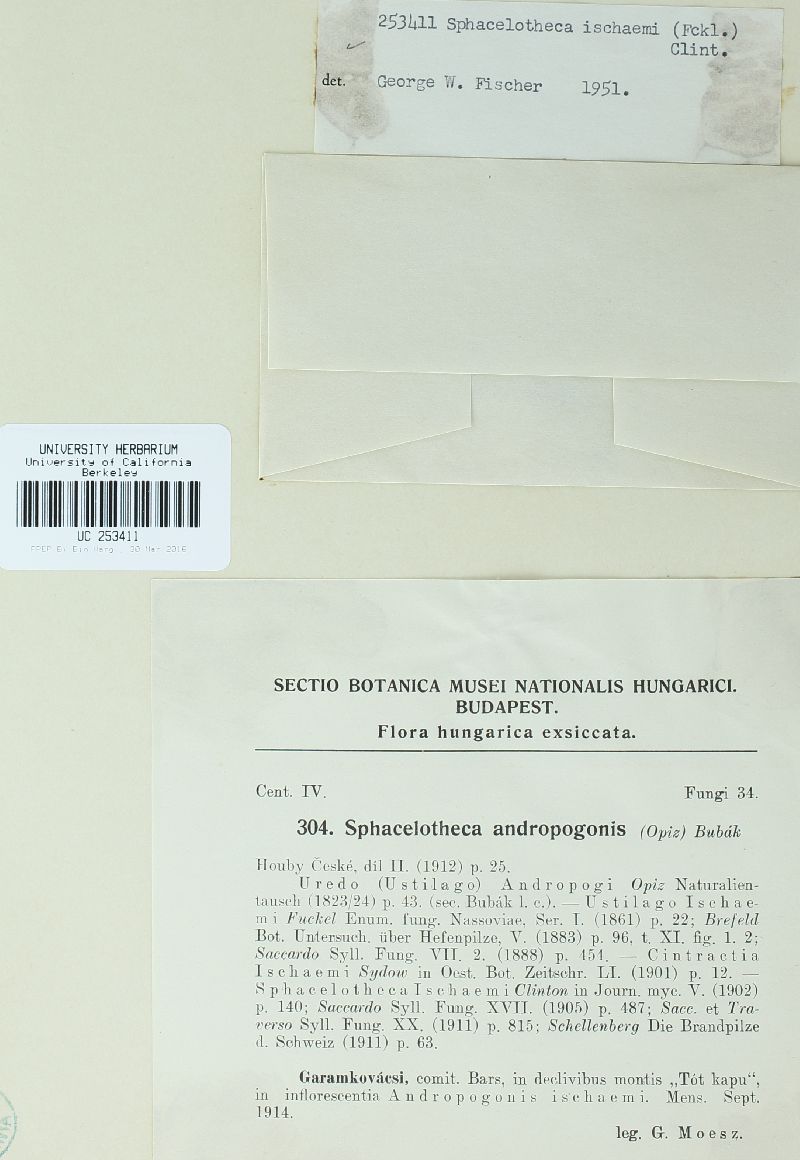 253411 Sphacelotheca ischaemi (Fckl.)
Clint.
det. George W. Fischer 1951.
UNIVERSITY HERBARIUM
University of California
Berkeley
UC 253411
SECTIO BOTANICA MUSEI NATIONALIS HUNGARICI.
BUDAPEST.
Flora hungarica exsiccata.
Cent. IV. Fungi 34.
304. Sphacelotheca andropogonis (Opiz) Bubák
Houby České, díl II. (1912) p. 25.
Uredo (Ustilago) Andropogi Opiz Naturalien-
tausch (1823/24) p. 43. (sec. Bubák l. c.). — Ustilago Ischae-
mi Fuckel Enum. fung. Nassoviae, Ser. I. (1861) p. 22; Brefeld
Bot. Untersuch. über Hefenpilze, V. (1883) p. 96, t. XI. fig. 1. 2;
Saccardo Syll. Fung. VII. 2. (1888) p. 454. — Cintractia
Ischaemi Sydow in Oest. Bot. Zeitschr. LI. (1901) p. 12. —
Sphacelotheca Ischaemi Clinton in Journ. myc. V. (1902)
p. 140; Saccardo Syll. Fung. XVII. (1905) p. 487; Sacc. et Tra-
verso Syll. Fung. XX. (1911) p. 815; Schellenberg Die Brandpilze
d. Schweiz (1911) p. 63.
Garamkovácsi, comit. Bars, in declivibus montis „Tót kapu“,
in inflorescentia Andropogonis ischaemi. Mens. Sept.
1914.
leg. G. Moesz.